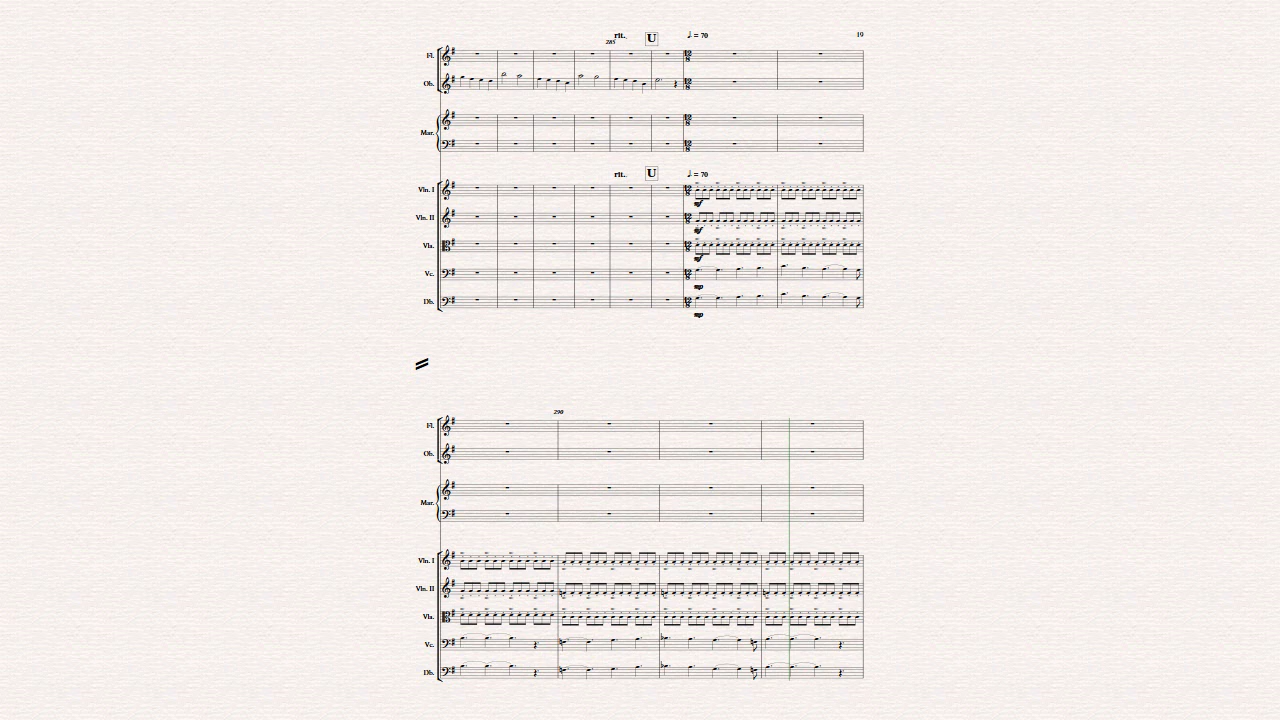 rit. U ♩ = 70 19
285
Fl.
Ob.
Mar.
rit. U ♩ = 70
Vln. I
mf
Vln. II
mf
Vla.
mf
Vc.
mp
Db.
mp
290
Fl.
Ob.
Mar.
Vln. I
Vln. II
Vla.
Vc.
Db.